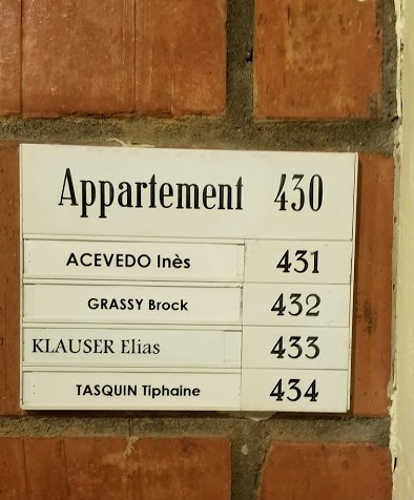 Appartement 430
ACEVEDO Inès 431
GRASSY Brock 432
KLAUSER Elias 433
TASQUIN Tiphaine 434